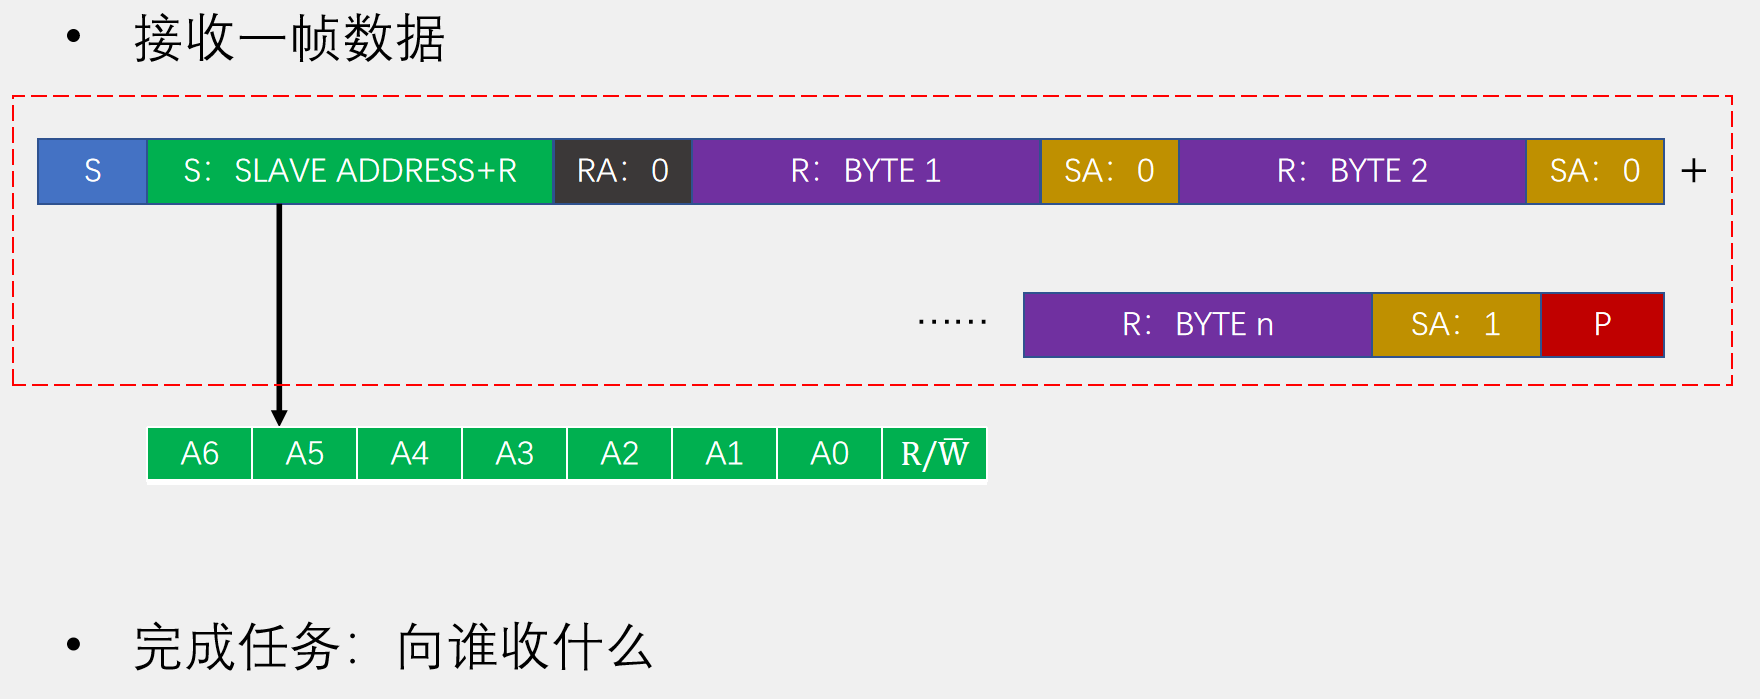 • 接收一帧数据
S S：SLAVE ADDRESS+R RA：0 R：BYTE 1 SA：0 R：BYTE 2 SA：0 +
…… R：BYTE n SA：1 P
A6 A5 A4 A3 A2 A1 A0 R/W̅
• 完成任务：向谁收什么